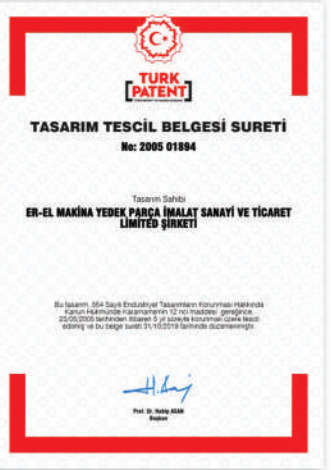 TURK
PATENT
TASARIM TESCİL BELGESİ SURETİ
No: 2005 01894
Tasarım Sahibi
ER-EL MAKİNA YEDEK PARÇA İMALAT SANAYİ VE TİCARET
LİMİTED ŞİRKETİ
Bu tasarım, 554 Sayılı Endüstriyel Tasarımların Korunması Hakkında
Kanun Hükmünde Kararnamenin 12 nci maddesi gereğince,
23/05/2005 tarihinden itibaren 5 yıl süreyle korunmak üzere tescil
edilmiş ve bu belge sureti 31/10/2019 tarihinde düzenlenmiştir.
Prof. Dr. Habip ASAN
Başkan